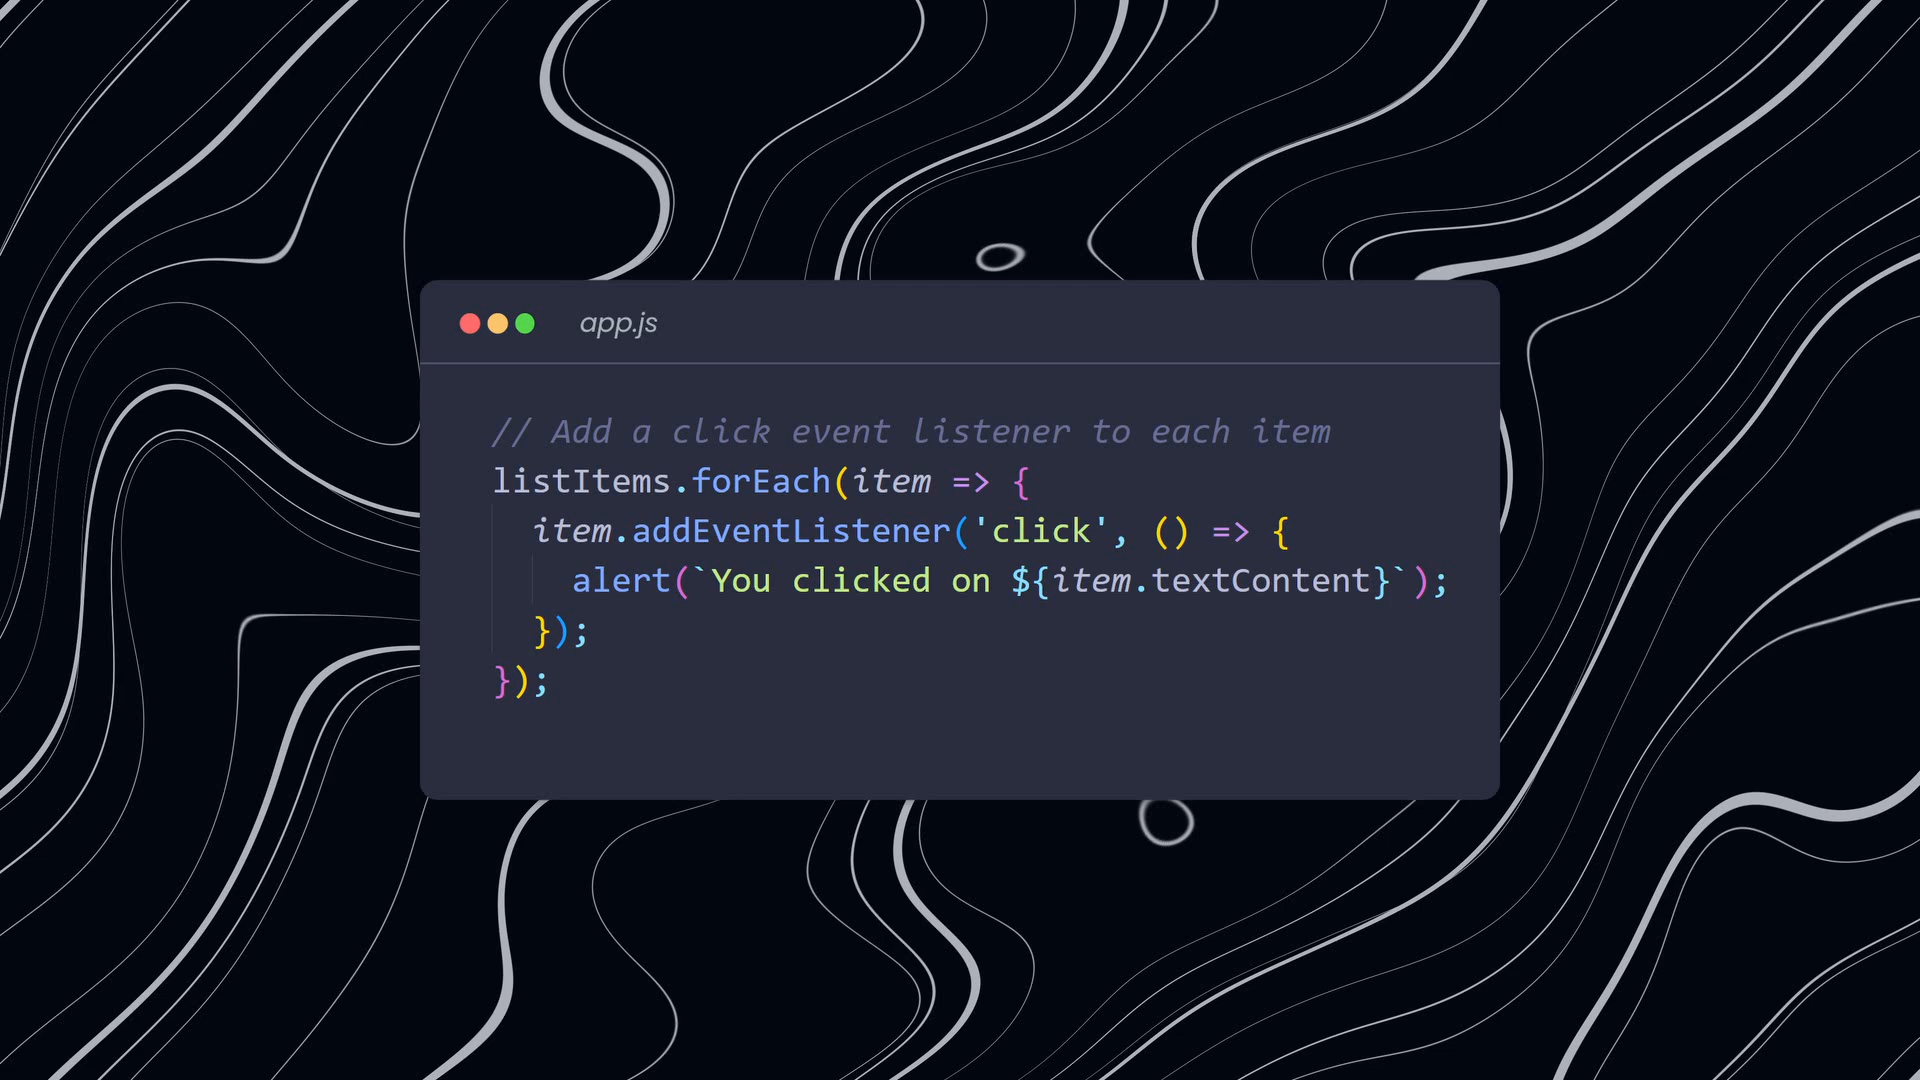 app.js
// Add a click event listener to each item
listItems.forEach(item => {
  item.addEventListener('click', () => {
    alert(`You clicked on ${item.textContent}`);
  });
});